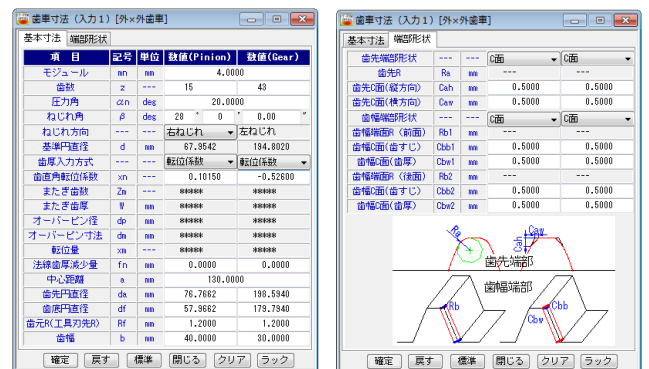 歯車寸法（入力1）［外×外歯車］
基本寸法 端部形状
項　目 記号 単位 数値(Pinion) 数値(Gear)
モジュール mn mm 4.0000
歯数 z --- 15 43
圧力角 αn deg 20.0000
ねじれ角 β deg 28 ° 0 ' 0.00 "
ねじれ方向 --- --- 右ねじれ 左ねじれ
基準円直径 d mm 67.9542 194.8020
歯厚入力方式 --- --- 転位係数 転位係数
歯直角転位係数 xn --- 0.10150 -0.52600
またぎ歯数 Zm --- ***** *****
またぎ歯厚 W mm ***** *****
オーバーピン径 dp mm ***** *****
オーバーピン寸法 dm mm ***** *****
転位量 xm --- ***** *****
法線歯厚減少量 fn mm 0.0000 0.0000
中心距離 a mm 130.0000
歯先円直径 da mm 76.7662 198.5940
歯底円直径 df mm 57.9662 179.7940
歯元R(工具刃先R) Rf mm 1.2000 1.2000
歯幅 b mm 40.0000 30.0000
確定 戻す 標準 閉じる クリア ラック
歯車寸法（入力1）［外×外歯車］
基本寸法 端部形状
歯先端部形状 --- --- C面 C面
歯先R Ra mm --- ---
歯先C面(縦方向) Cah mm 0.5000 0.5000
歯先C面(横方向) Caw mm 0.5000 0.5000
歯幅端部形状 --- --- C面 C面
歯幅端面R（前面） Rb1 mm --- ---
歯幅C面(歯すじ) Cbb1 mm 0.5000 0.5000
歯幅C面(歯厚) Cbw1 mm 0.5000 0.5000
歯幅端面R（後面） Rb2 mm --- ---
歯幅C面(歯すじ) Cbb2 mm 0.5000 0.5000
歯幅C面(歯厚) Cbw2 mm 0.5000 0.5000
Ra Cah Caw
歯先端部
歯幅端部
Rb Cbw Cbb
確定 戻す 標準 閉じる クリア ラック